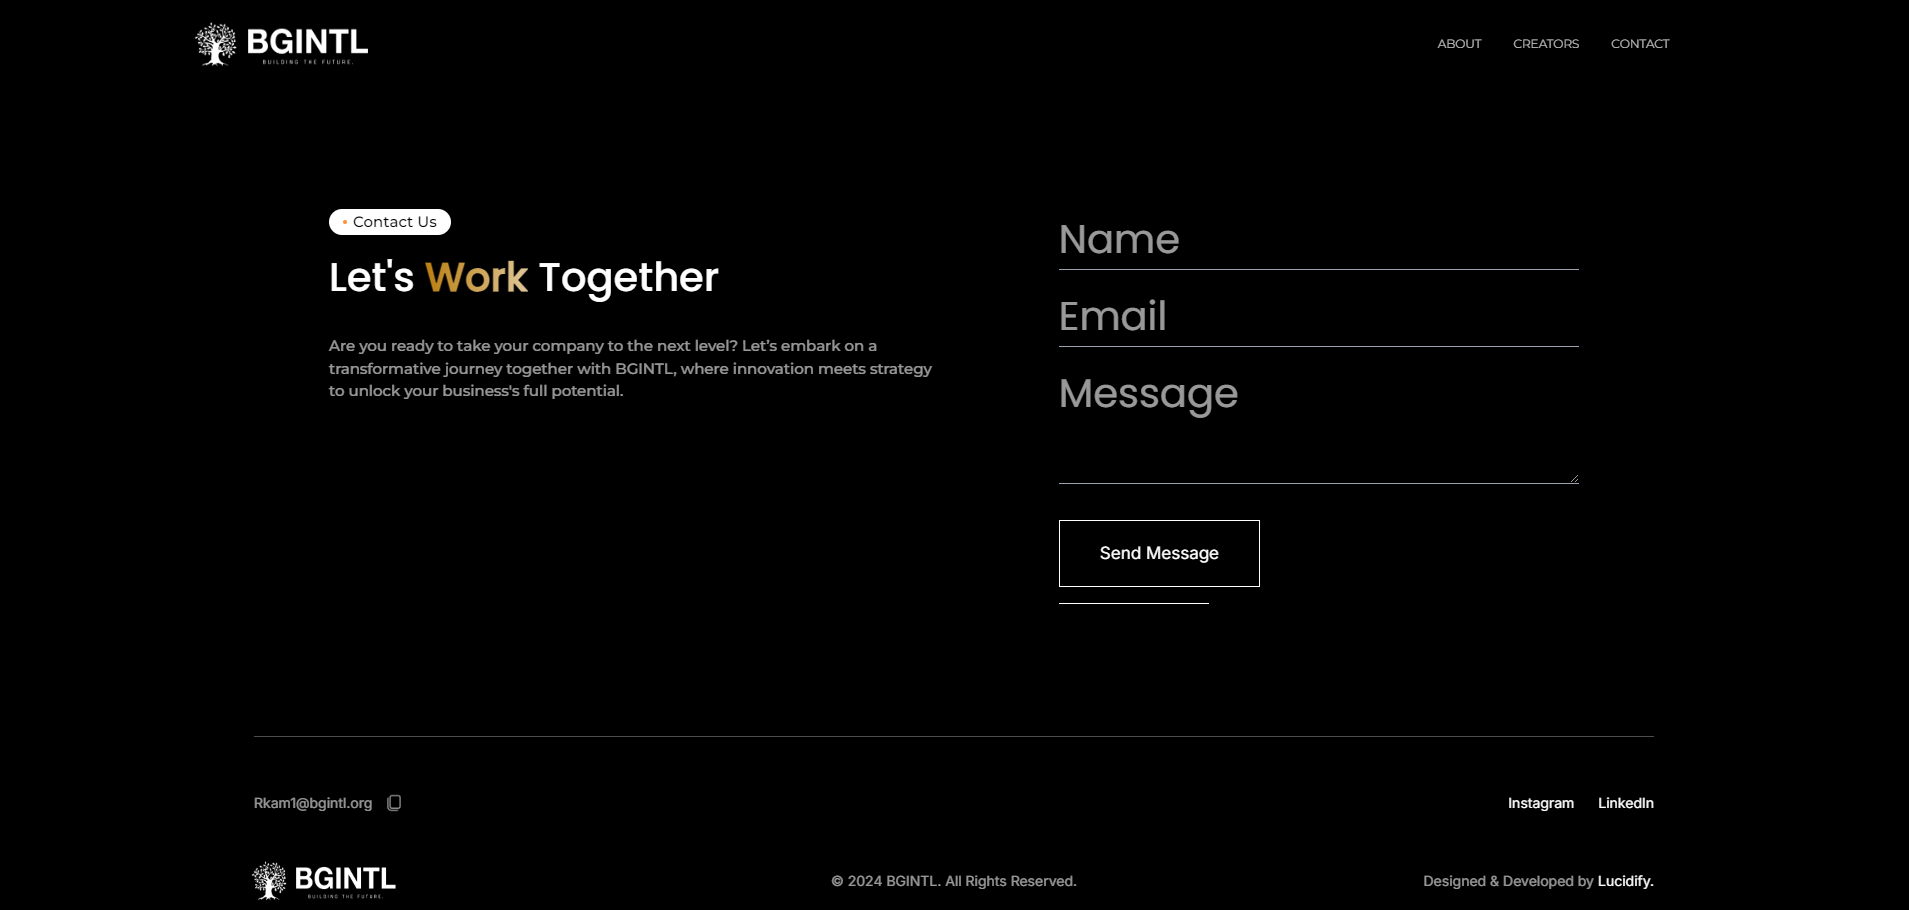 BGINTL
BUILDING THE FUTURE.
ABOUT
CREATORS
CONTACT
Contact Us
Let's Work Together
Are you ready to take your company to the next level? Let’s embark on a
transformative journey together with BGINTL, where innovation meets strategy
to unlock your business's full potential.
Name
Email
Message
Send Message
Rkam1@bgintl.org
Instagram
LinkedIn
BGINTL
BUILDING THE FUTURE.
© 2024 BGINTL. All Rights Reserved.
Designed & Developed by Lucidify.